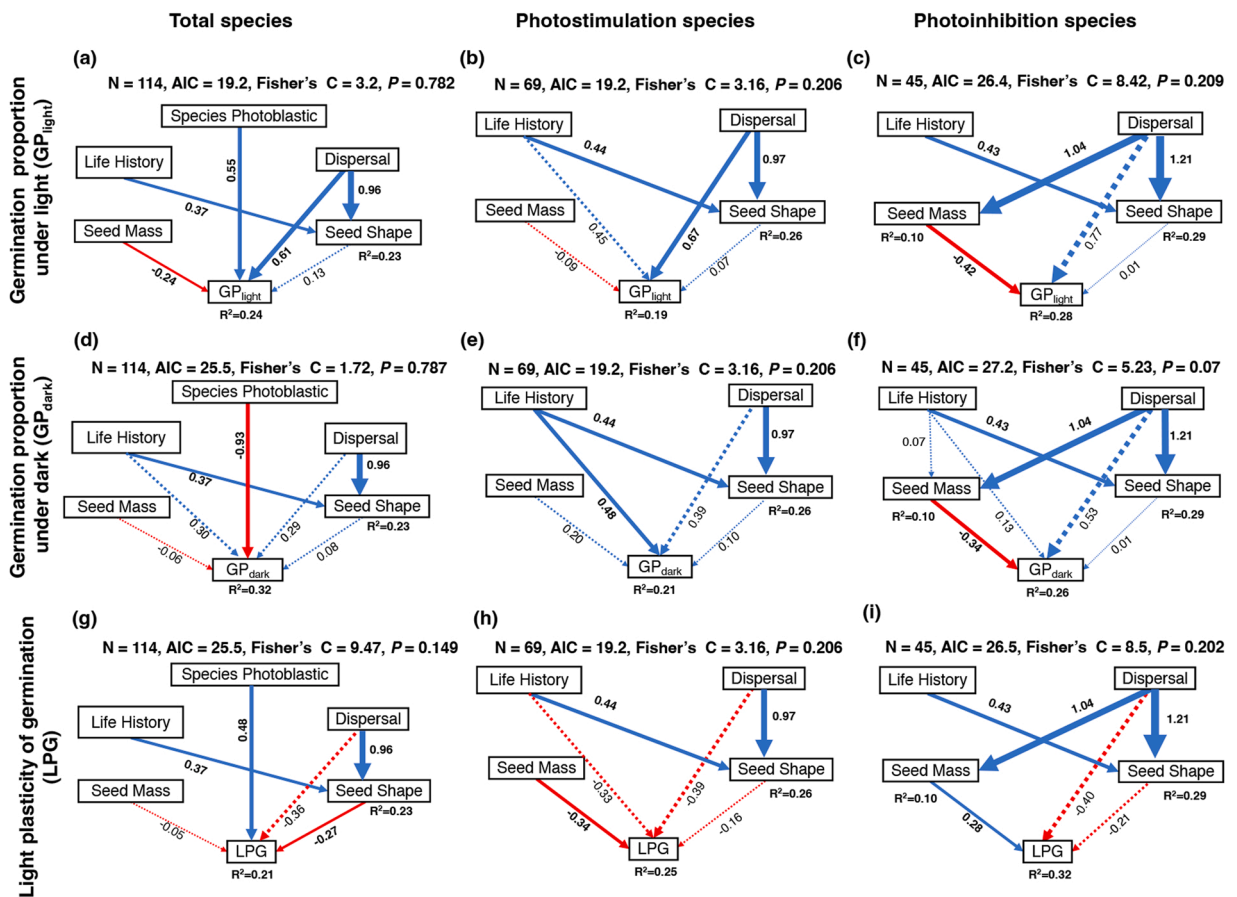 Total species
Photostimulation species
Photoinhibition species
Germination proportion
under light (GPlight)
(a)
N = 114, AIC = 19.2, Fisher's C = 3.2, P = 0.782
Species Photoblastic
Life History
Dispersal
0.55
0.96
0.37
Seed Mass
Seed Shape
R²=0.23
-0.24
0.61
0.13
GPlight
R²=0.24
(b)
N = 69, AIC = 19.2, Fisher's C = 3.16, P = 0.206
Life History
Dispersal
0.44
0.97
Seed Mass
Seed Shape
R²=0.26
0.45
0.67
-0.09
0.07
GPlight
R²=0.19
(c)
N = 45, AIC = 26.4, Fisher's C = 8.42, P = 0.209
Life History
Dispersal
0.43
1.04
1.21
Seed Mass
Seed Shape
R²=0.10
R²=0.29
0.77
-0.42
0.01
GPlight
R²=0.28
Germination proportion
under dark (GPdark)
(d)
N = 114, AIC = 25.5, Fisher's C = 1.72, P = 0.787
Species Photoblastic
Life History
Dispersal
-0.93
0.96
0.37
Seed Mass
Seed Shape
R²=0.23
0.30
0.29
-0.06
0.08
GPdark
R²=0.32
(e)
N = 69, AIC = 19.2, Fisher's C = 3.16, P = 0.206
Life History
Dispersal
0.44
0.97
Seed Mass
Seed Shape
R²=0.26
0.48
0.39
0.20
0.10
GPdark
R²=0.21
(f)
N = 45, AIC = 27.2, Fisher's C = 5.23, P = 0.07
Life History
Dispersal
0.07
0.43
1.04
1.21
Seed Mass
Seed Shape
R²=0.10
R²=0.29
0.13
0.53
-0.34
0.01
GPdark
R²=0.26
Light plasticity of germination
(LPG)
(g)
N = 114, AIC = 25.5, Fisher's C = 9.47, P = 0.149
Species Photoblastic
Life History
Dispersal
0.48
0.96
0.37
Seed Mass
Seed Shape
R²=0.23
-0.36
-0.05
-0.27
LPG
R²=0.21
(h)
N = 69, AIC = 19.2, Fisher's C = 3.16, P = 0.206
Life History
Dispersal
0.44
0.97
Seed Mass
Seed Shape
R²=0.26
-0.33
-0.39
-0.34
-0.16
LPG
R²=0.25
(i)
N = 45, AIC = 26.5, Fisher's C = 8.5, P = 0.202
Life History
Dispersal
0.43
1.04
1.21
Seed Mass
Seed Shape
R²=0.10
R²=0.29
-0.40
0.28
-0.21
LPG
R²=0.32